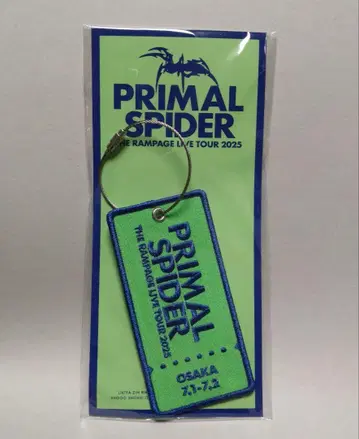 PRIMAL
SPIDER
THE RAMPAGE LIVE TOUR 2025
PRIMAL
SPIDER
THE RAMPAGE LIVE TOUR 2025
OSAKA
7.1-7.2